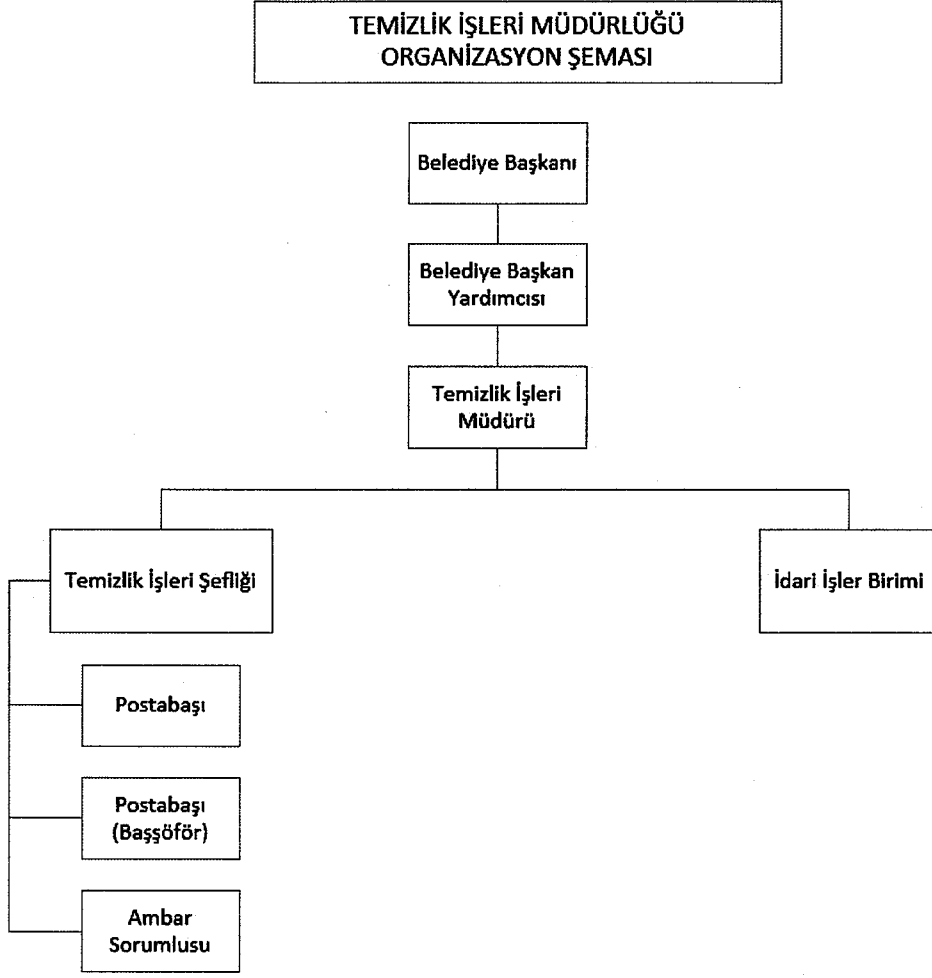 TEMİZLİK İŞLERİ MÜDÜRLÜĞÜ
ORGANİZASYON ŞEMASI
Belediye Başkanı
Belediye Başkan
Yardımcısı
Temizlik İşleri
Müdürü
Temizlik İşleri Şefliği
İdari İşler Birimi
Postabaşı
Postabaşı
(Başşöför)
Ambar
Sorumlusu